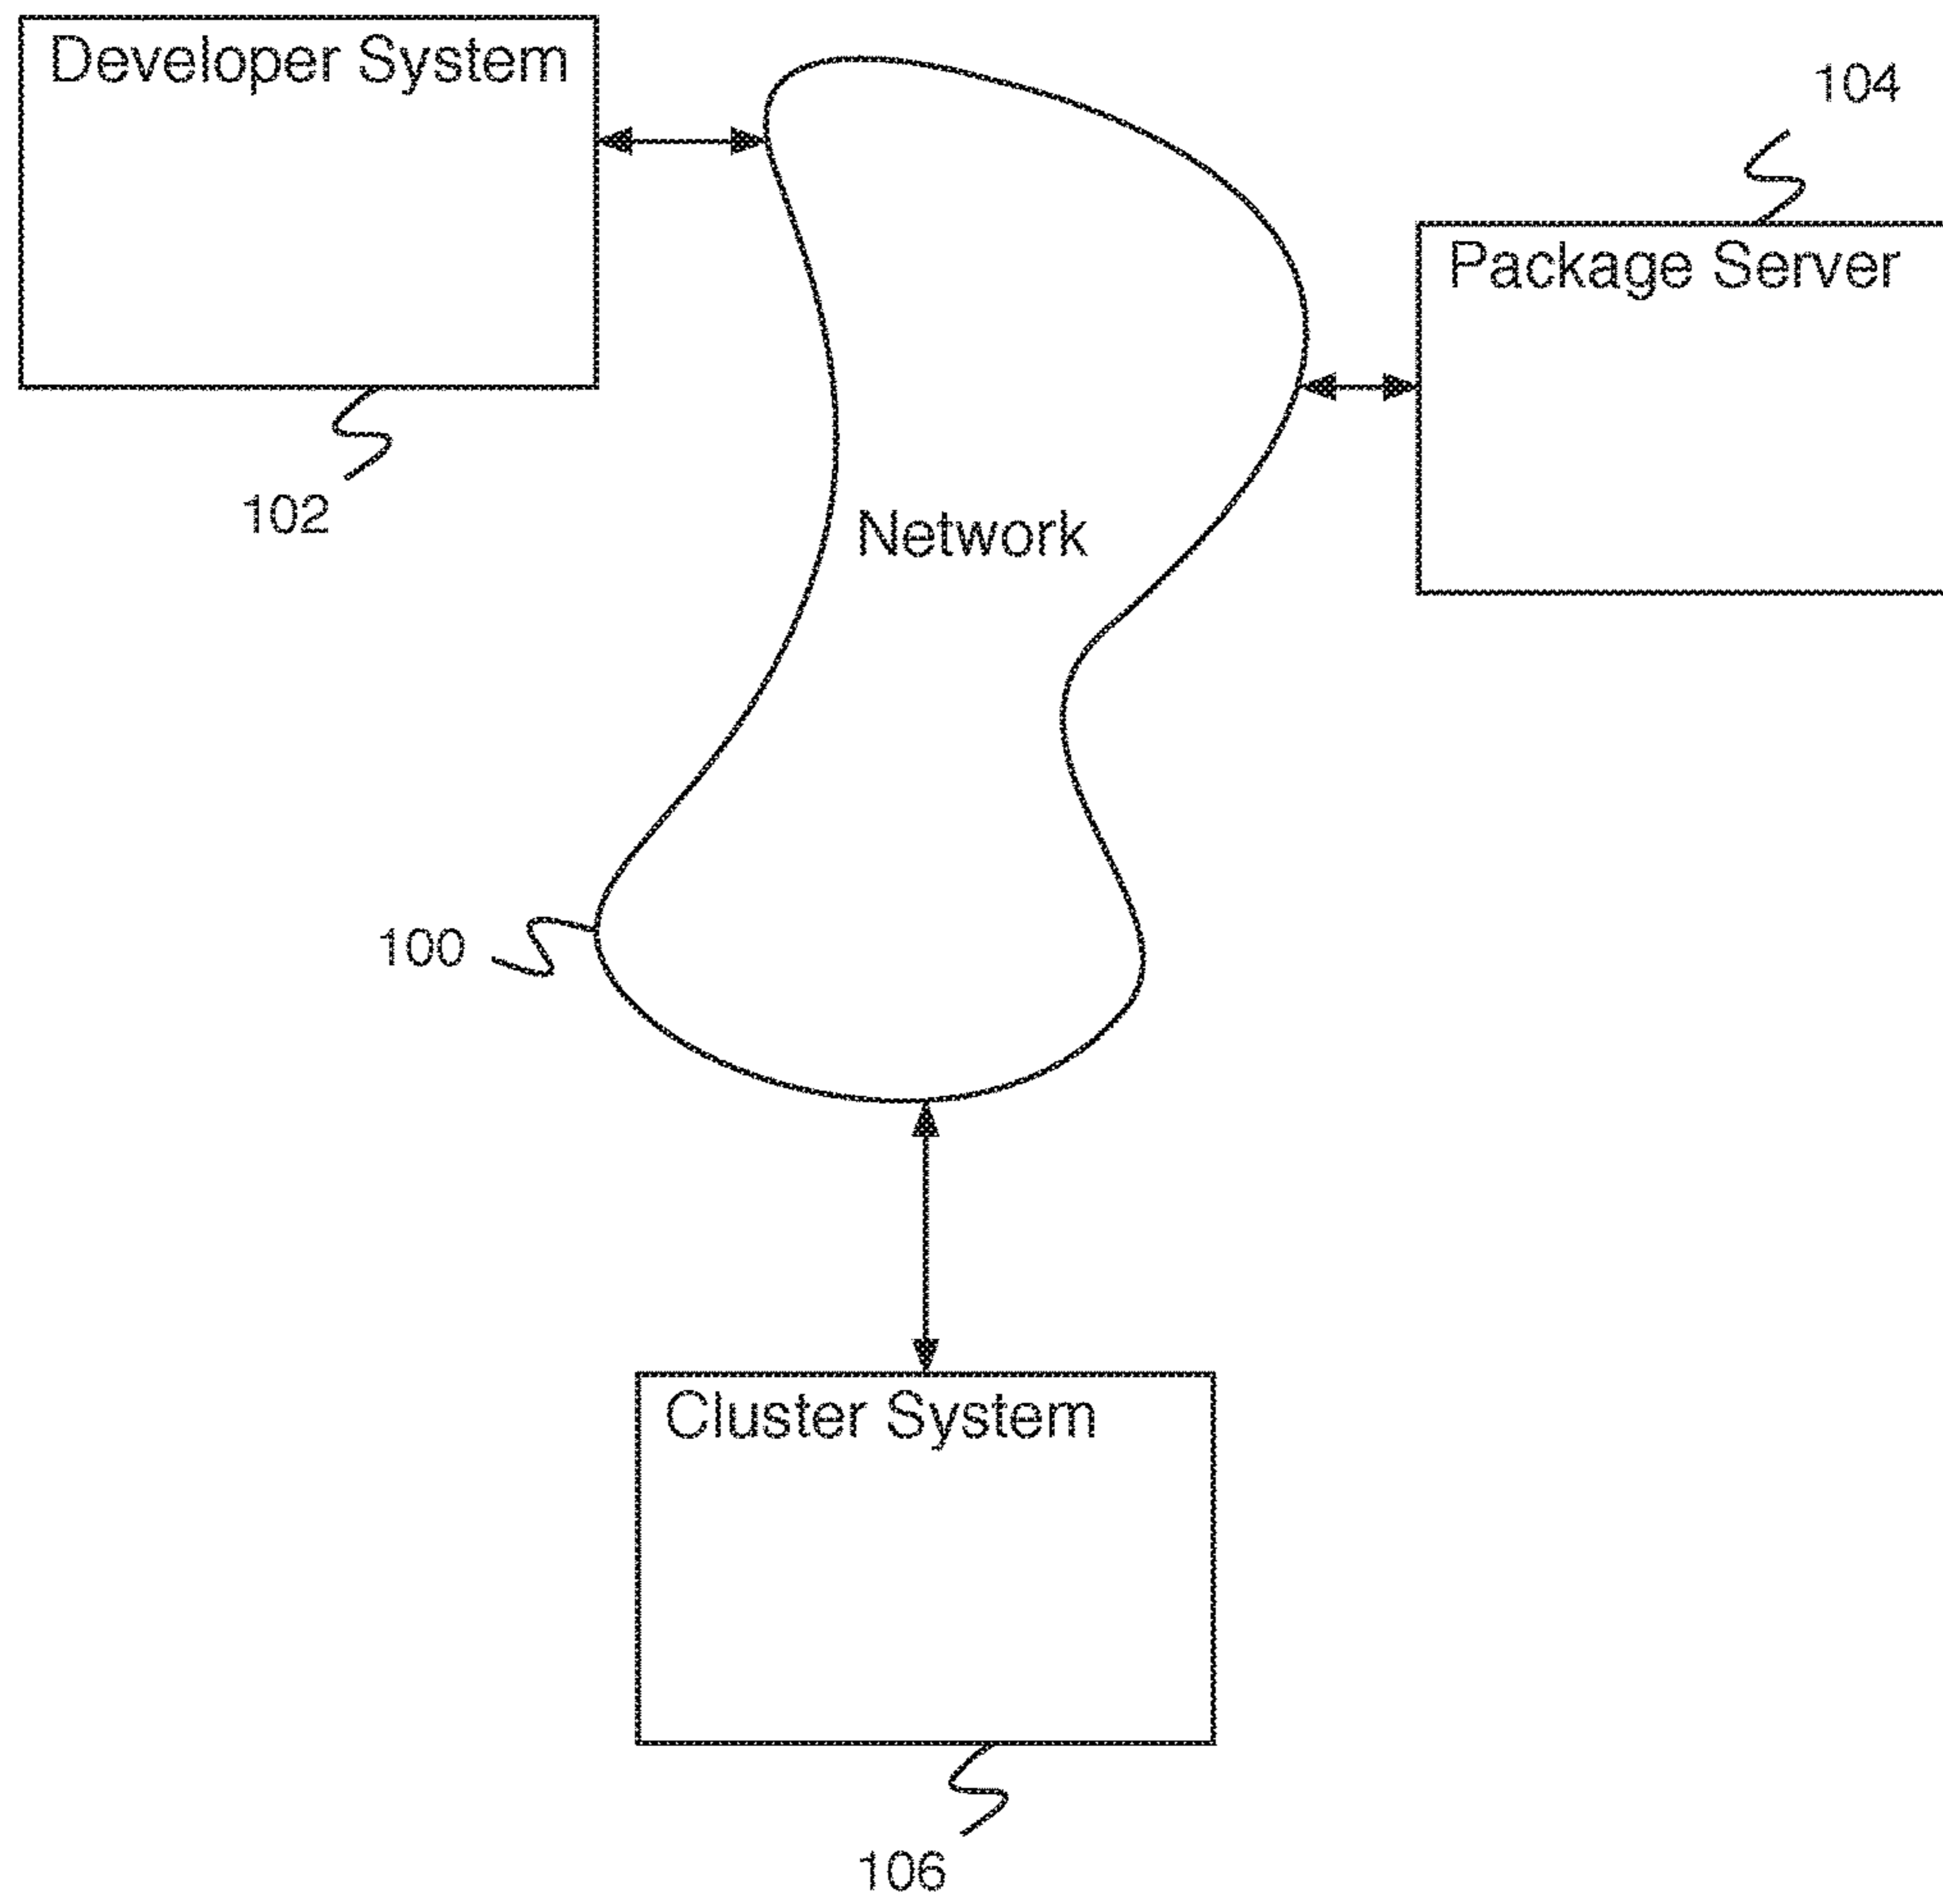 Developer System
104
Package Server
102
Network
100
Cluster System
106